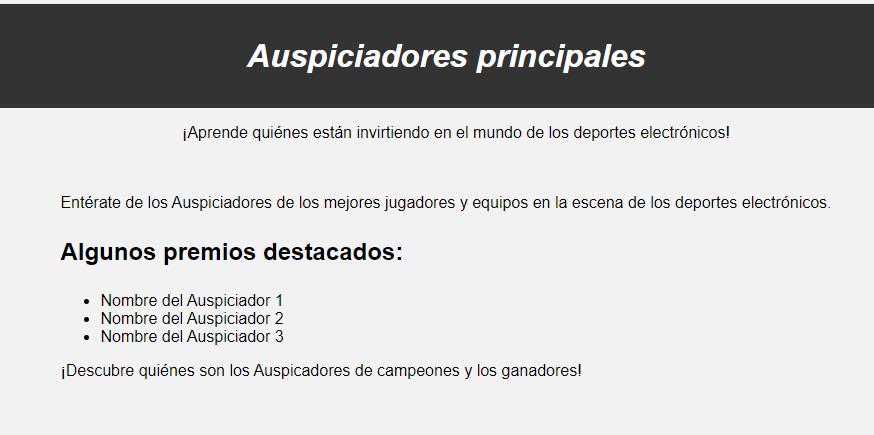 Auspiciadores principales
¡Aprende quiénes están invirtiendo en el mundo de los deportes electrónicos!
Entérate de los Auspiciadores de los mejores jugadores y equipos en la escena de los deportes electrónicos.
Algunos premios destacados:
• Nombre del Auspiciador 1
• Nombre del Auspiciador 2
• Nombre del Auspiciador 3
¡Descubre quiénes son los Auspicadores de campeones y los ganadores!